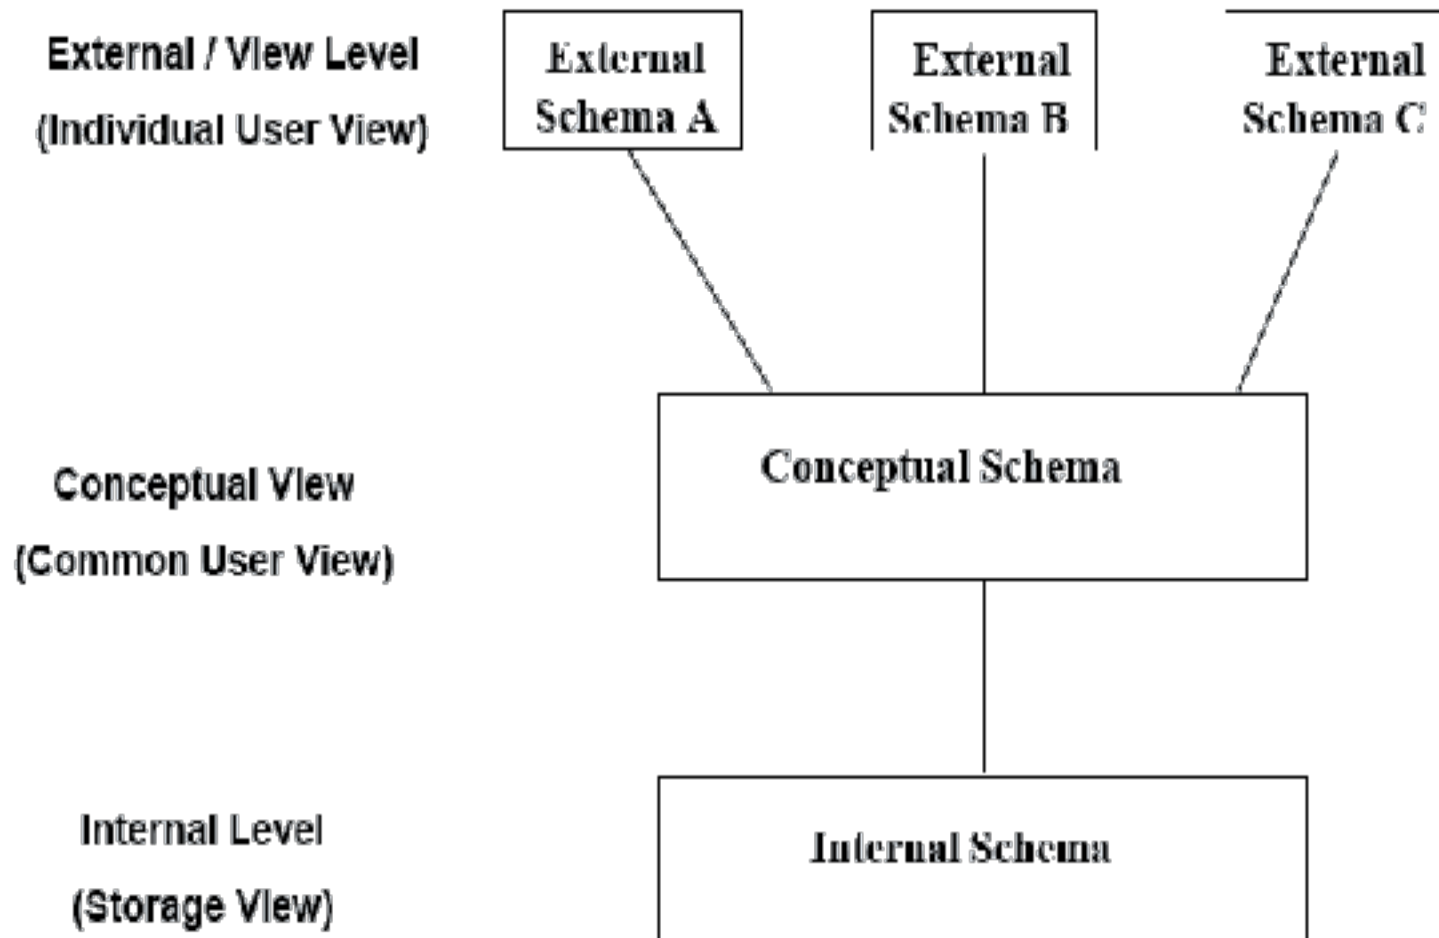 External / View Level
(Individual User View)
External
Schema A
External
Schema B
External
Schema C
Conceptual View
(Common User View)
Conceptual Schema
Internal Level
(Storage View)
Internal Schema